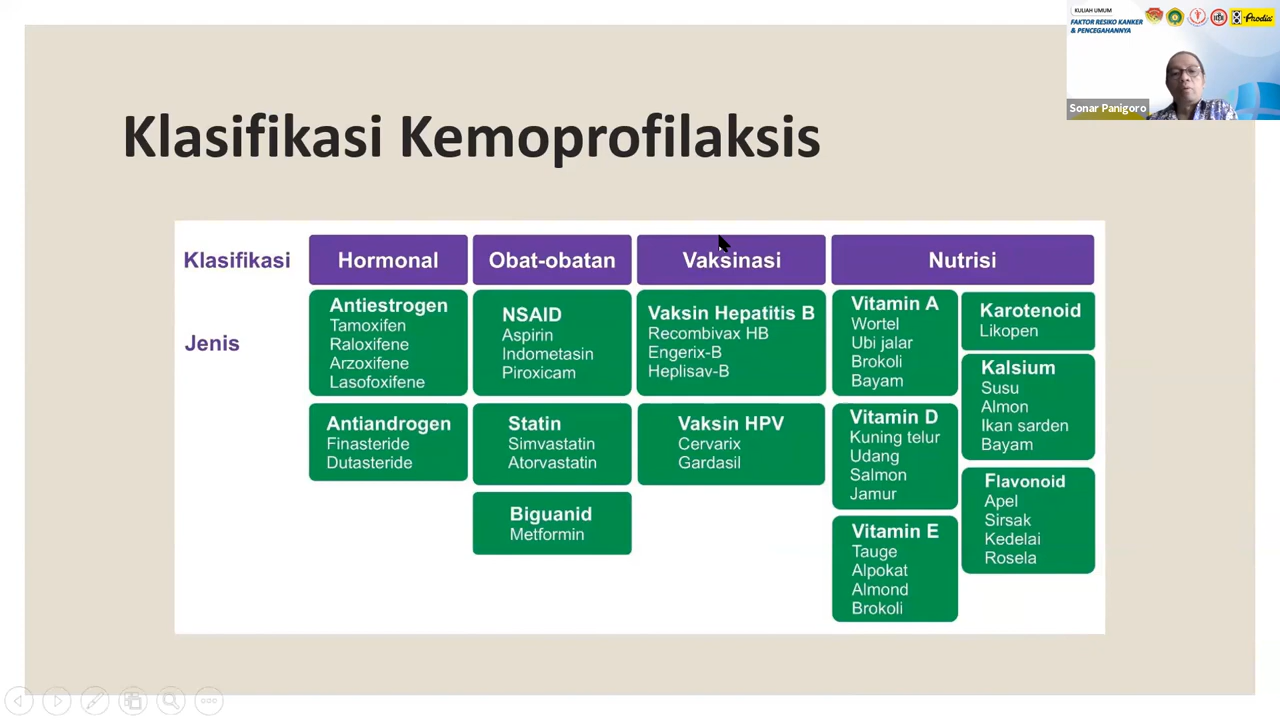 KULIAH UMUM
FAKTOR RESIKO KANKER
& PENCEGAHANNYA
Prodia
Sonar Panigoro
Klasifikasi Kemoprofilaksis
Klasifikasi
Hormonal
Obat-obatan
Vaksinasi
Nutrisi
Jenis
Antiestrogen
Tamoxifen
Raloxifene
Arzoxifene
Lasofoxifene
Antiandrogen
Finasteride
Dutasteride
NSAID
Aspirin
Indometasin
Piroxicam
Statin
Simvastatin
Atorvastatin
Biguanid
Metformin
Vaksin Hepatitis B
Recombivax HB
Engerix-B
Heplisav-B
Vaksin HPV
Cervarix
Gardasil
Vitamin A
Wortel
Ubi jalar
Brokoli
Bayam
Vitamin D
Kuning telur
Udang
Salmon
Jamur
Vitamin E
Tauge
Alpokat
Almond
Brokoli
Karotenoid
Likopen
Kalsium
Susu
Almon
Ikan sarden
Bayam
Flavonoid
Apel
Sirsak
Kedelai
Rosela